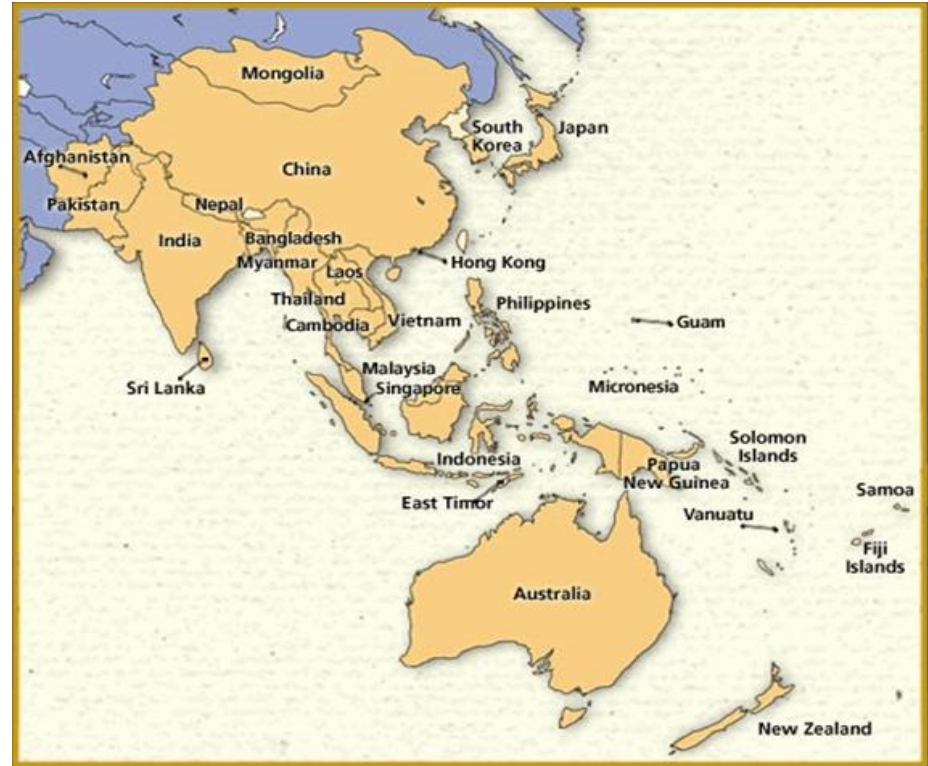 Mongolia
South
Korea
Japan
Afghanistan
China
Pakistan
Nepal
India
Bangladesh
Myanmar
Laos
Hong Kong
Thailand
Philippines
Cambodia
Vietnam
Guam
Malaysia
Singapore
Sri Lanka
Micronesia
Indonesia
Solomon
Islands
Papua
New Guinea
East Timor
Vanuatu
Samoa
Fiji
Islands
Australia
New Zealand